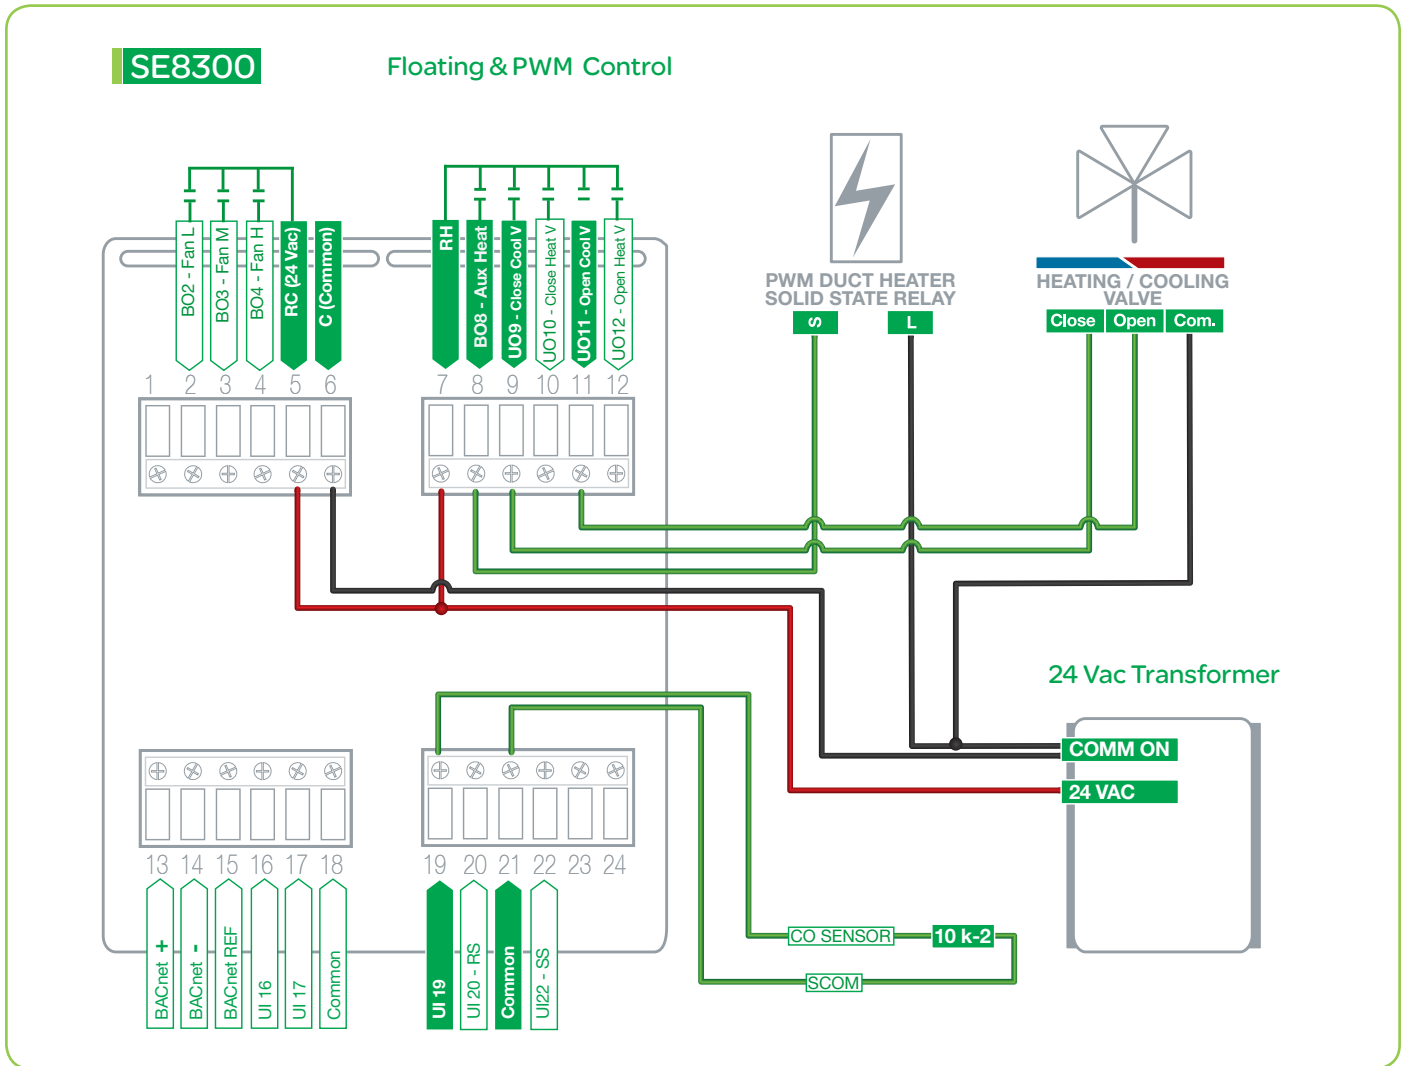 SE8300
Floating & PWM Control
BO2 - Fan L
BO3 - Fan M
BO4 - Fan H
RC (24 Vac)
C (Common)
RH
BO8 - Aux Heat
UO9 - Close Cool V
UO10 - Close Heat V
UO11 - Open Cool V
UO12 - Open Heat V
PWM DUCT HEATER
SOLID STATE RELAY
S
L
HEATING / COOLING
VALVE
Close
Open
Com.
1
2
3
4
5
6
7
8
9
10
11
12
24 Vac Transformer
COMM ON
24 VAC
13
14
15
16
17
18
19
20
21
22
23
24
BACnet +
BACnet -
BACnet REF
UI 16
UI 17
Common
UI 19
UI 20 - RS
Common
UI22 - SS
CO SENSOR
10 k-2
SCOM